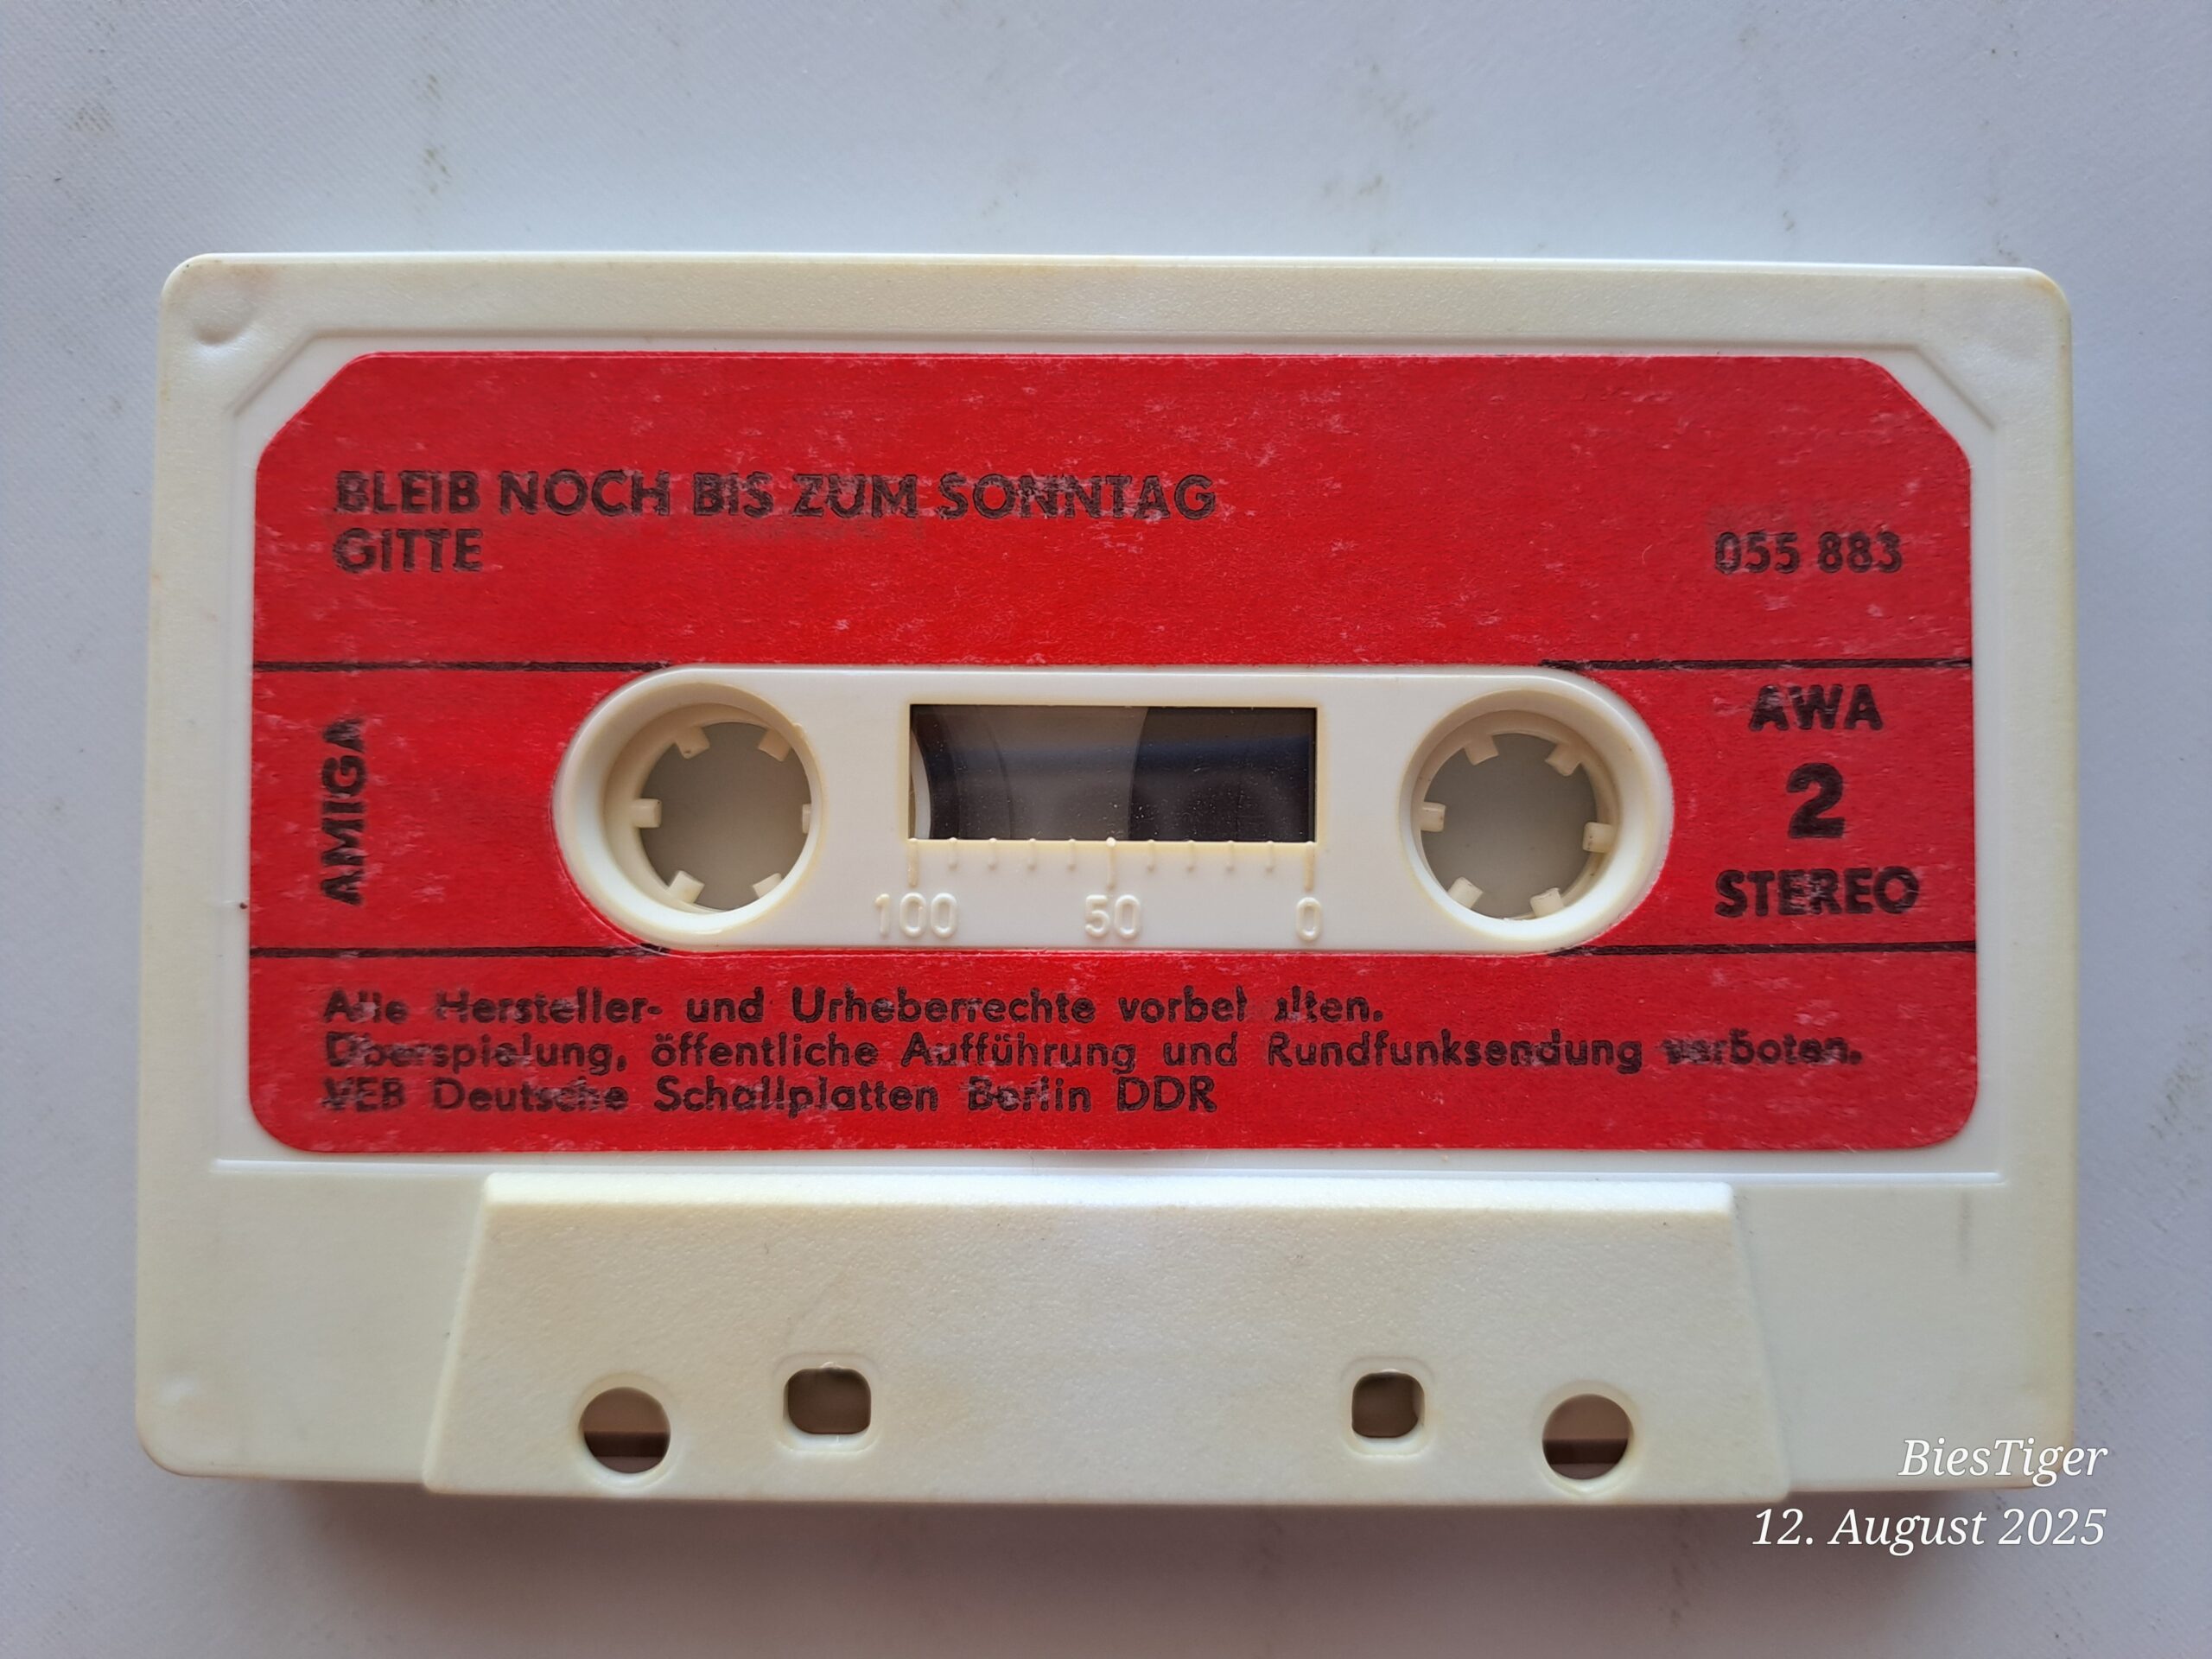 BLEIB NOCH BIS ZUM SONNTAG
GITTE
055 883
AMIGA
AWA
2
STEREO
100 50 0
Alle Hersteller- und Urheberrechte vorbehalten.
Überspielung, öffentliche Aufführung und Rundfunksendung verboten.
VEB Deutsche Schallplatten Berlin DDR
BiesTiger
12. August 2025